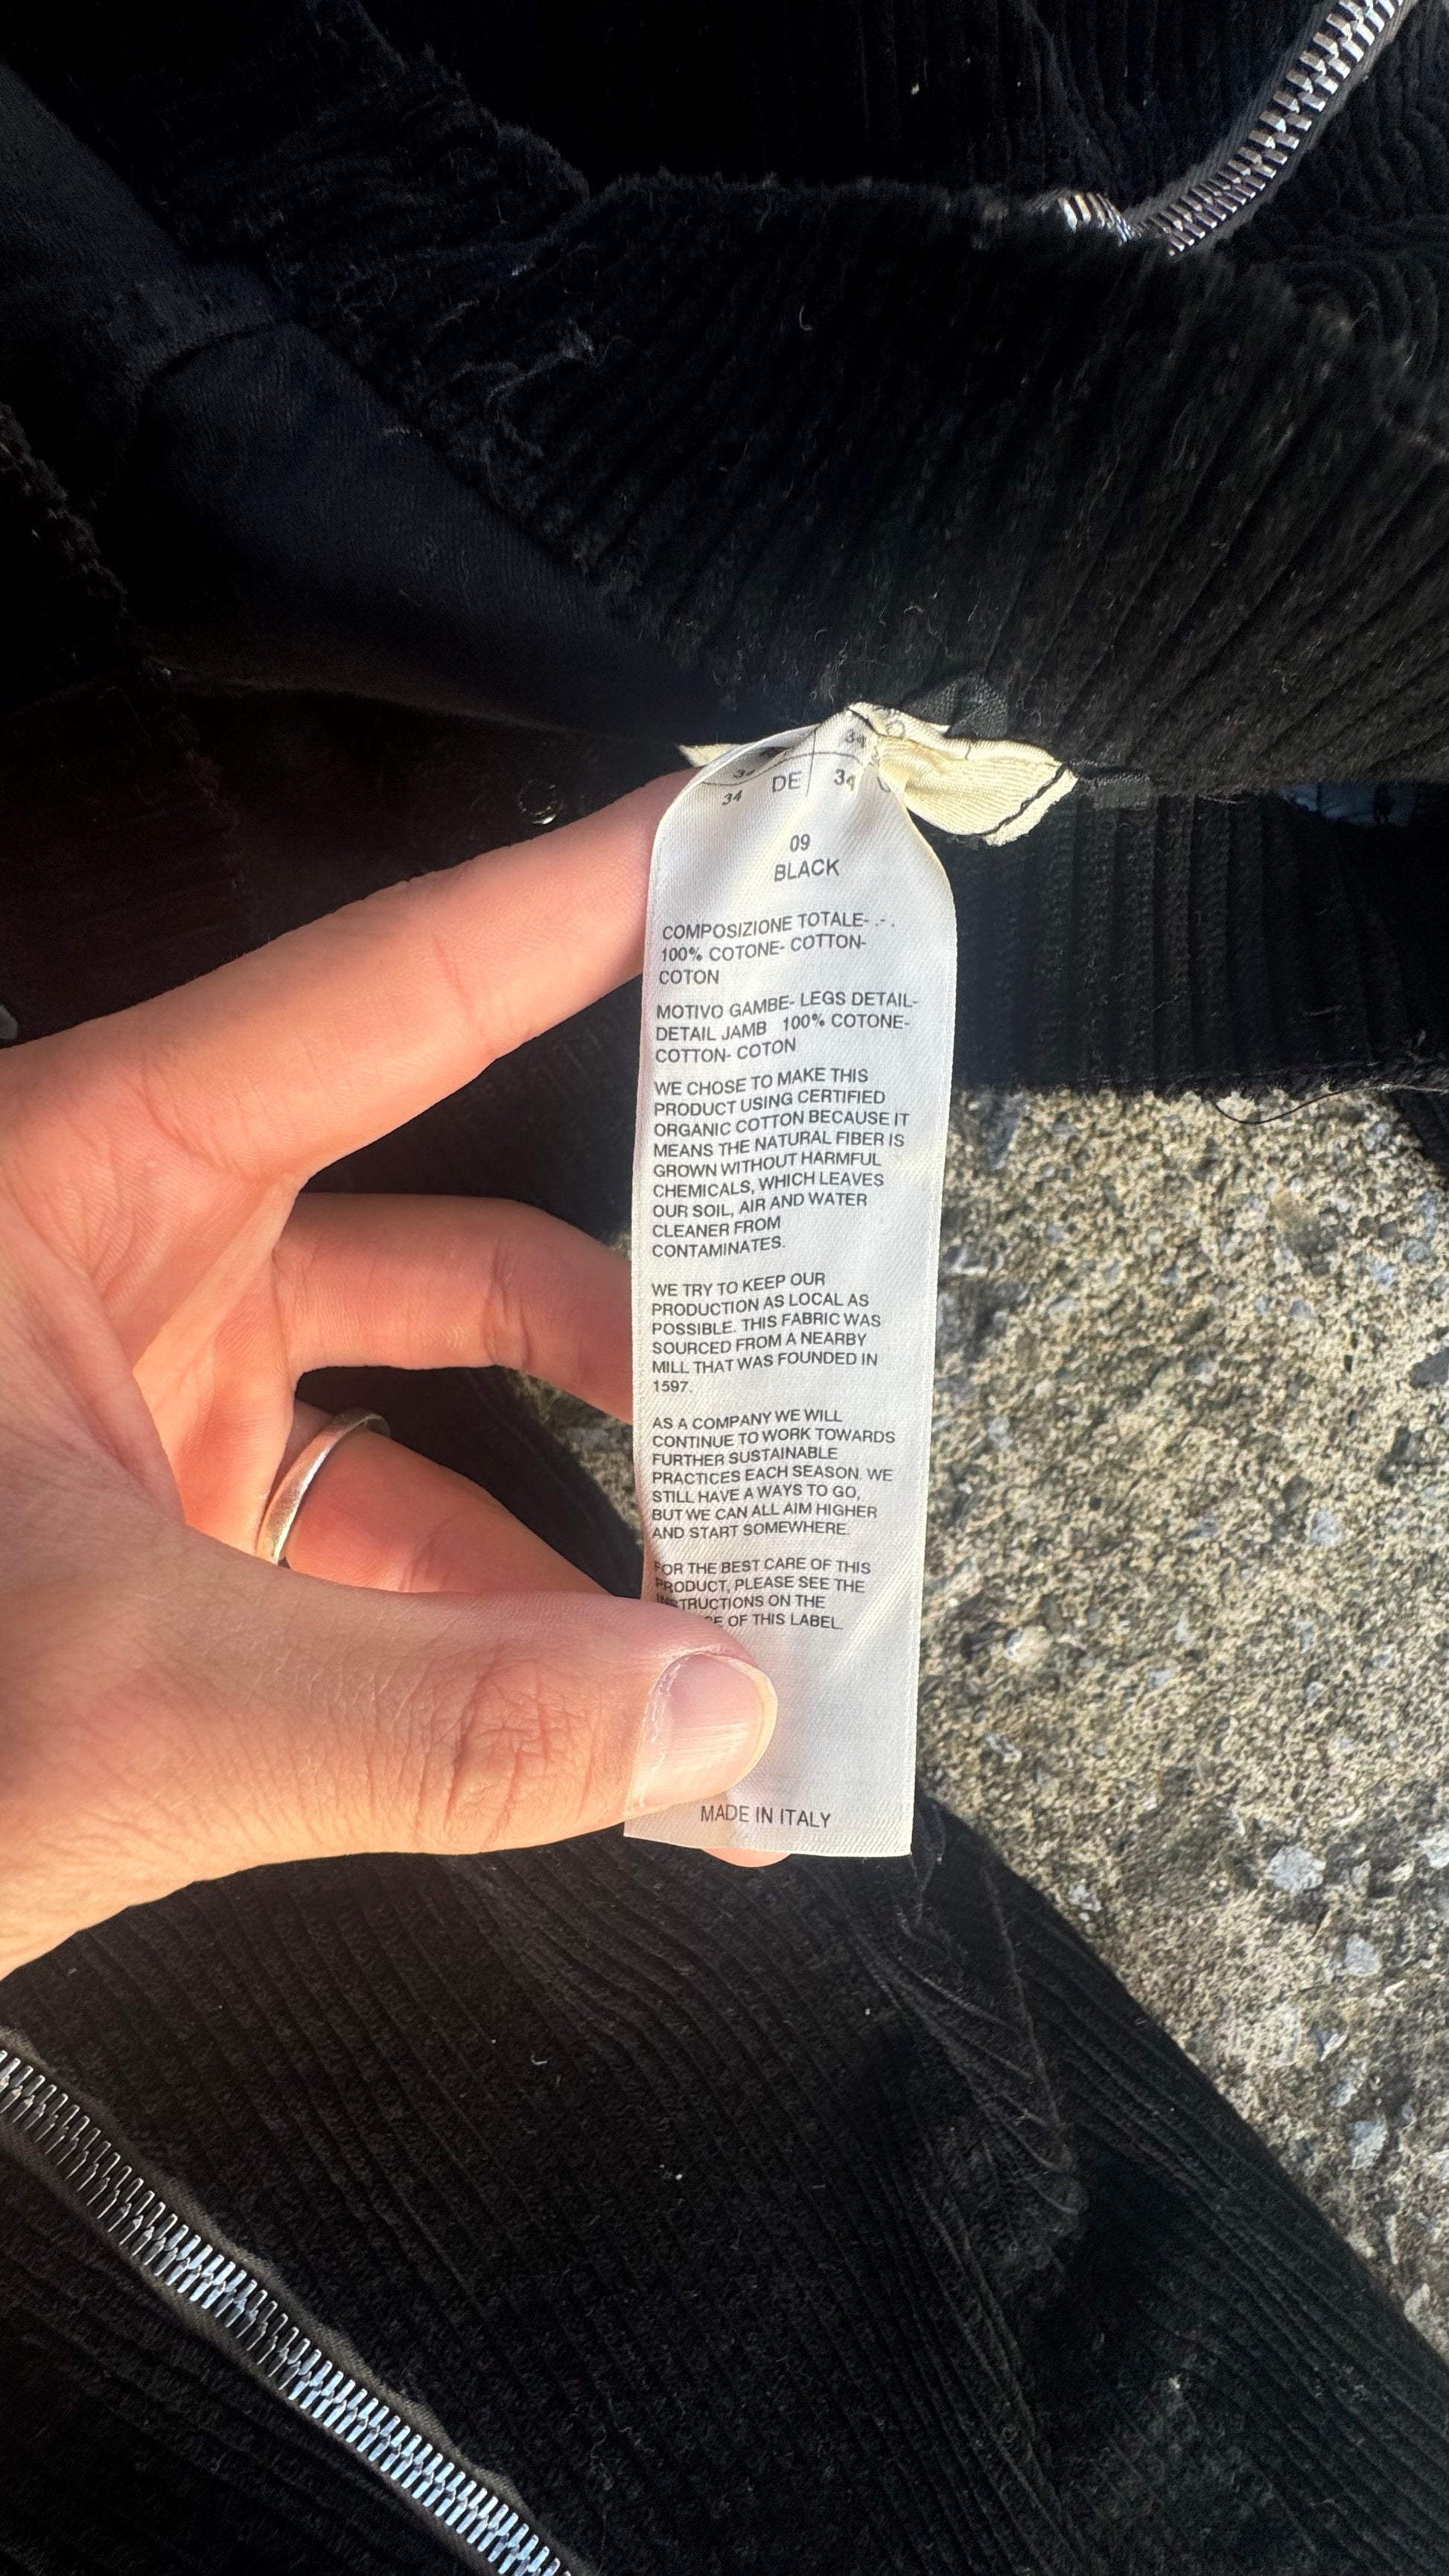 34
34
34 DE 34
09
BLACK
COMPOSIZIONE TOTALE- .- .
100% COTONE- COTTON-
COTON
MOTIVO GAMBE- LEGS DETAIL-
DETAIL JAMB 100% COTONE-
COTTON- COTON
WE CHOSE TO MAKE THIS
PRODUCT USING CERTIFIED
ORGANIC COTTON BECAUSE IT
MEANS THE NATURAL FIBER IS
GROWN WITHOUT HARMFUL
CHEMICALS, WHICH LEAVES
OUR SOIL, AIR AND WATER
CLEANER FROM
CONTAMINATES.
WE TRY TO KEEP OUR
PRODUCTION AS LOCAL AS
POSSIBLE. THIS FABRIC WAS
SOURCED FROM A NEARBY
MILL THAT WAS FOUNDED IN
1597.
AS A COMPANY WE WILL
CONTINUE TO WORK TOWARDS
FURTHER SUSTAINABLE
PRACTICES EACH SEASON. WE
STILL HAVE A WAYS TO GO,
BUT WE CAN ALL AIM HIGHER
AND START SOMEWHERE.
FOR THE BEST CARE OF THIS
PRODUCT, PLEASE SEE THE
INSTRUCTIONS ON THE
OF THIS LABEL.
MADE IN ITALY